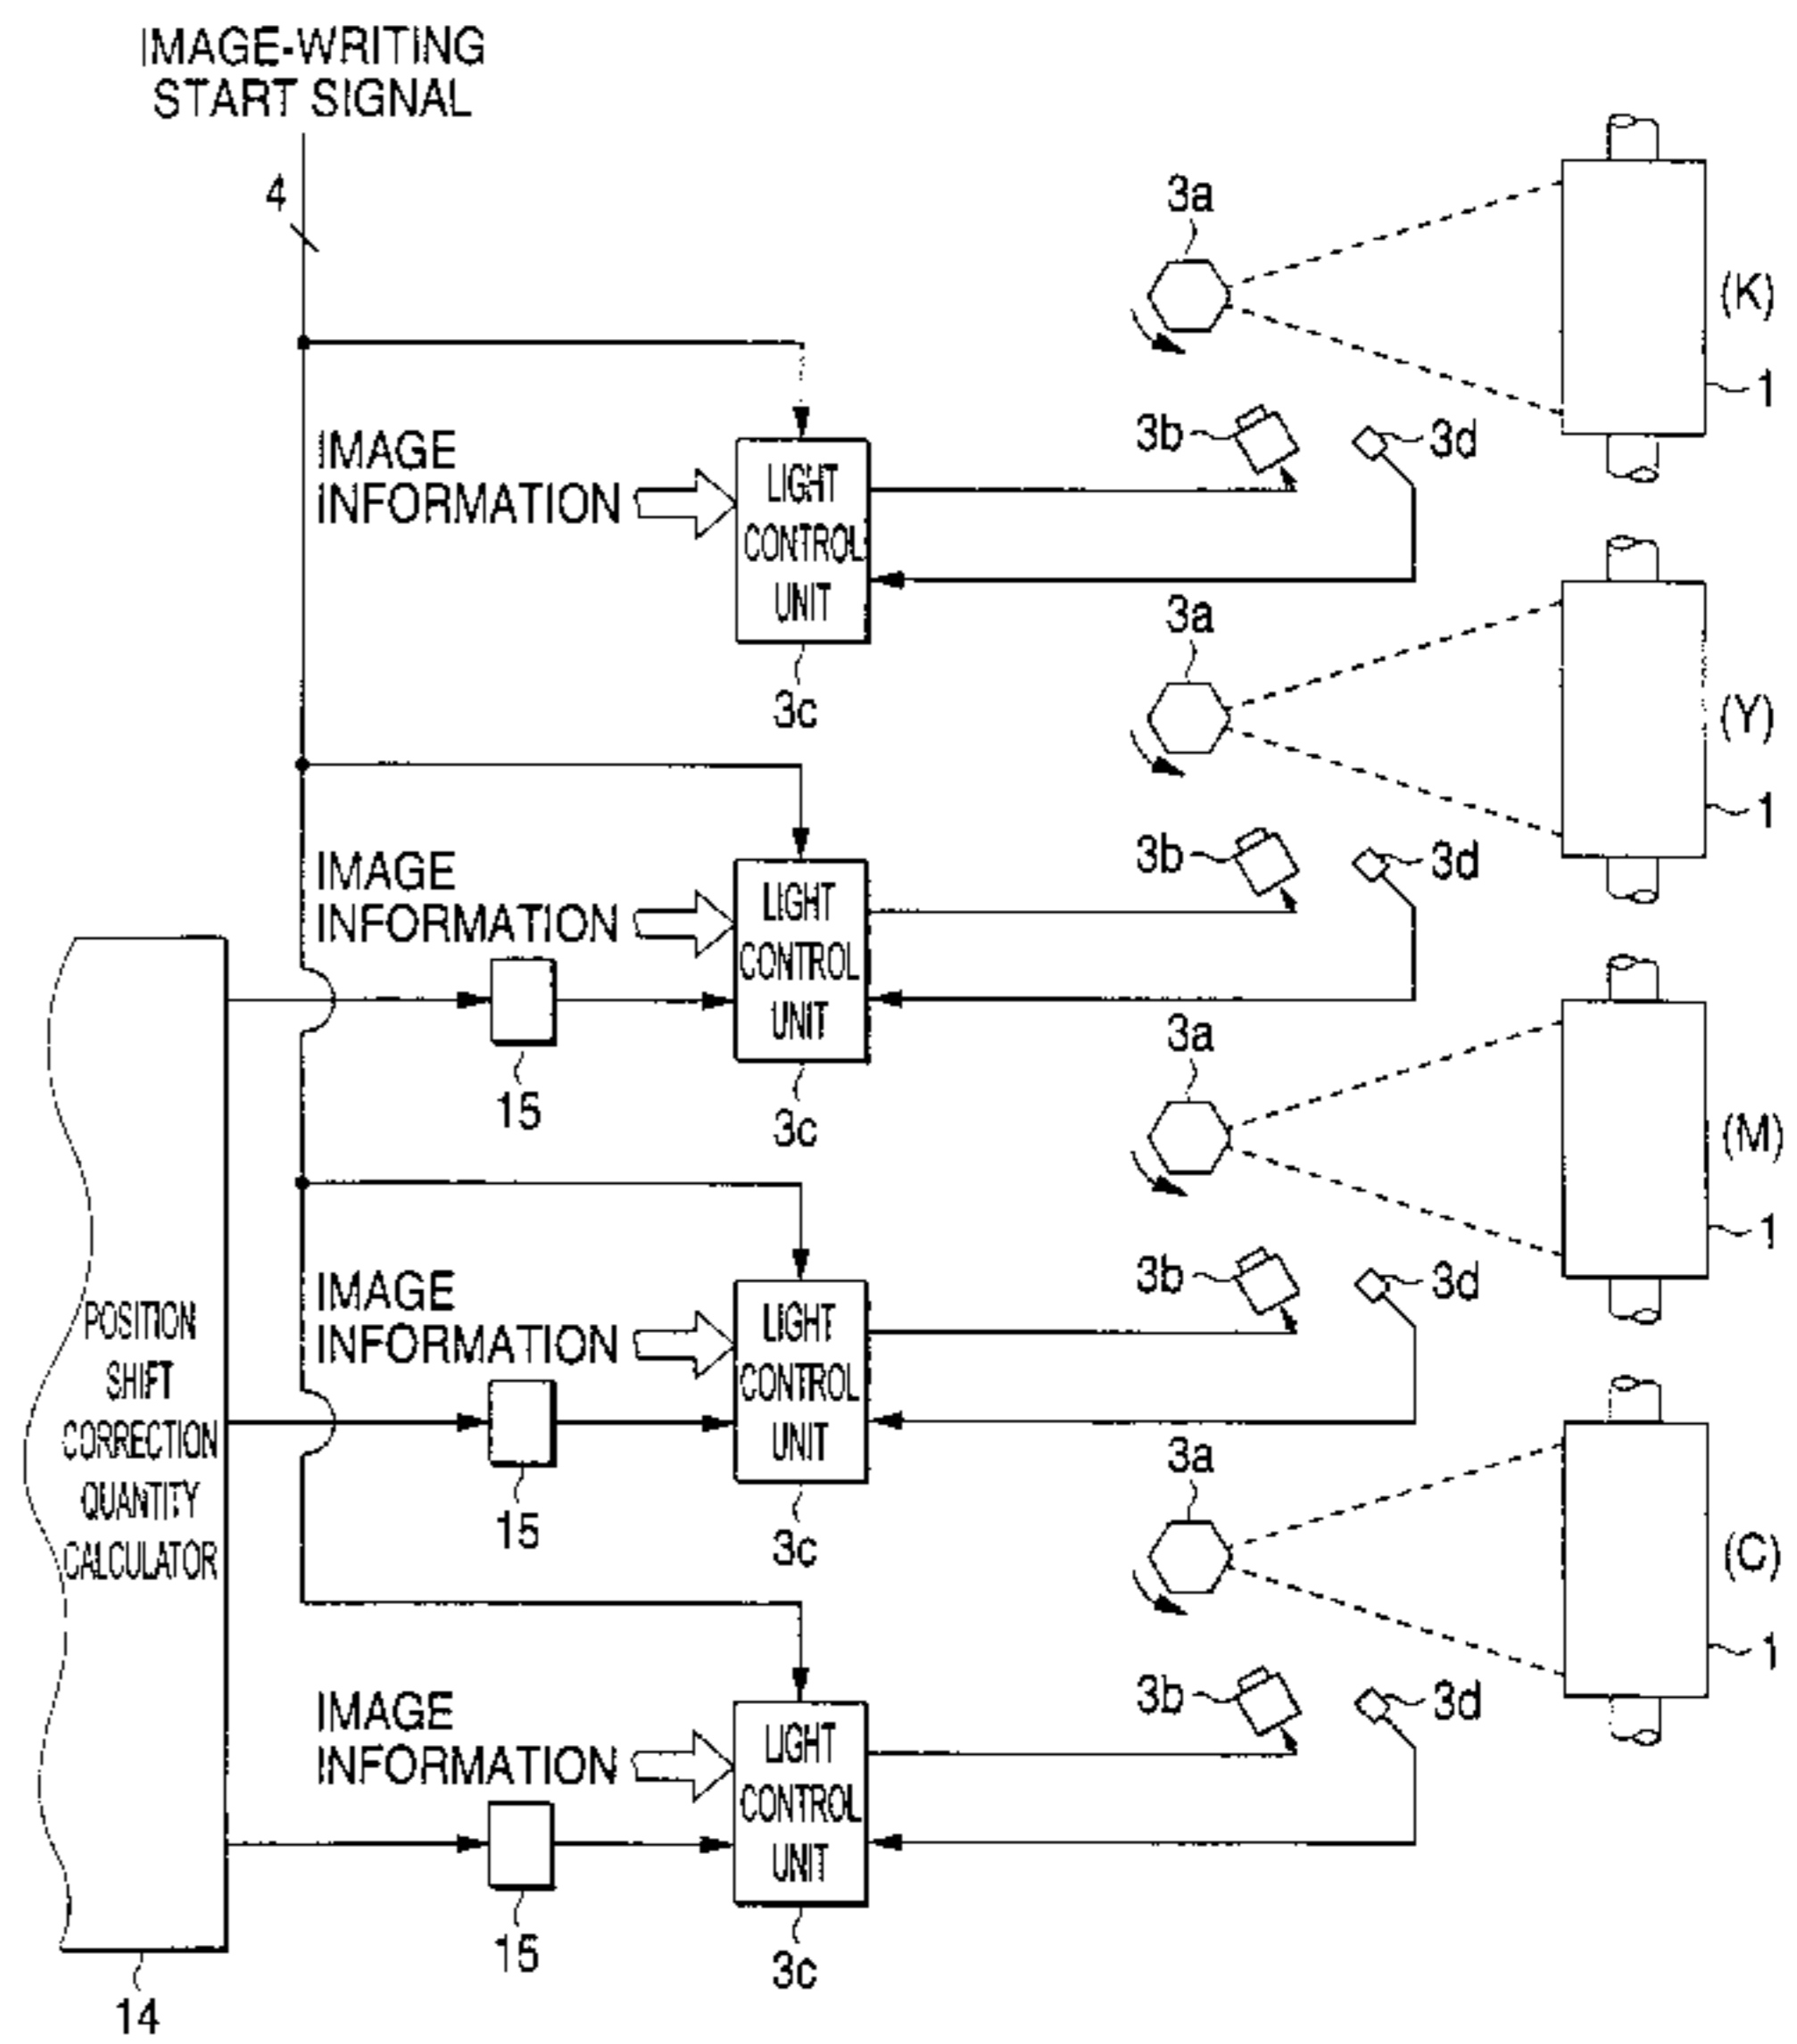 IMAGE-WRITING
START SIGNAL
4
3a
(K)
1
IMAGE
INFORMATION
LIGHT
CONTROL
UNIT
3b
3d
3c
3a
(Y)
1
IMAGE
INFORMATION
LIGHT
CONTROL
UNIT
3b
3d
15
3c
3a
(M)
1
IMAGE
INFORMATION
LIGHT
CONTROL
UNIT
3b
3d
POSITION
SHIFT
CORRECTION
QUANTITY
CALCULATOR
15
3c
3a
(C)
1
IMAGE
INFORMATION
LIGHT
CONTROL
UNIT
3b
3d
15
3c
14